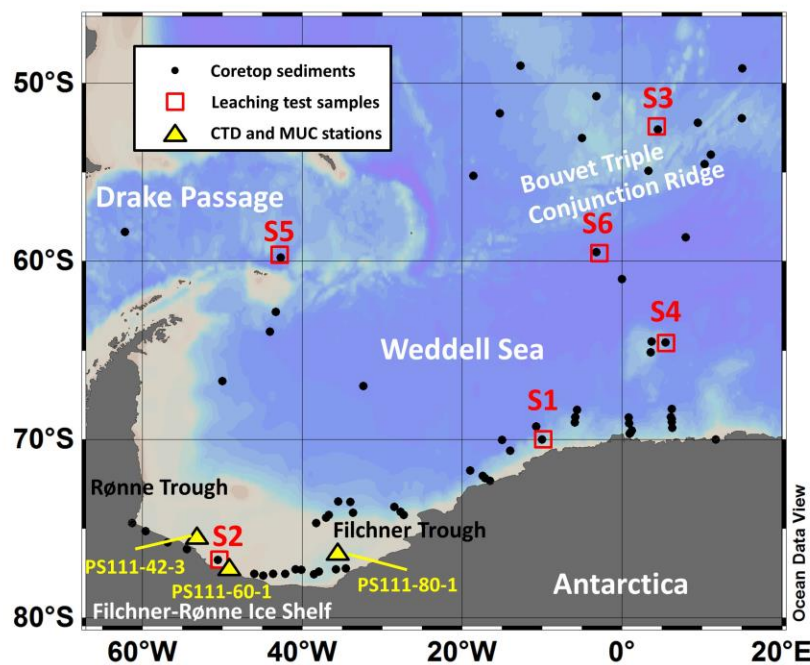 Coretop sediments
Leaching test samples
CTD and MUC stations
50°S
60°S
70°S
80°S
S3
Bouvet Triple
Conjunction Ridge
Drake Passage
S5
S6
S4
Weddell Sea
S1
Rønne Trough
S2
Filchner Trough
PS111-42-3
PS111-60-1
PS111-80-1
Antarctica
Filchner-Rønne Ice Shelf
60°W
40°W
20°W
0°
20°E
Ocean Data View